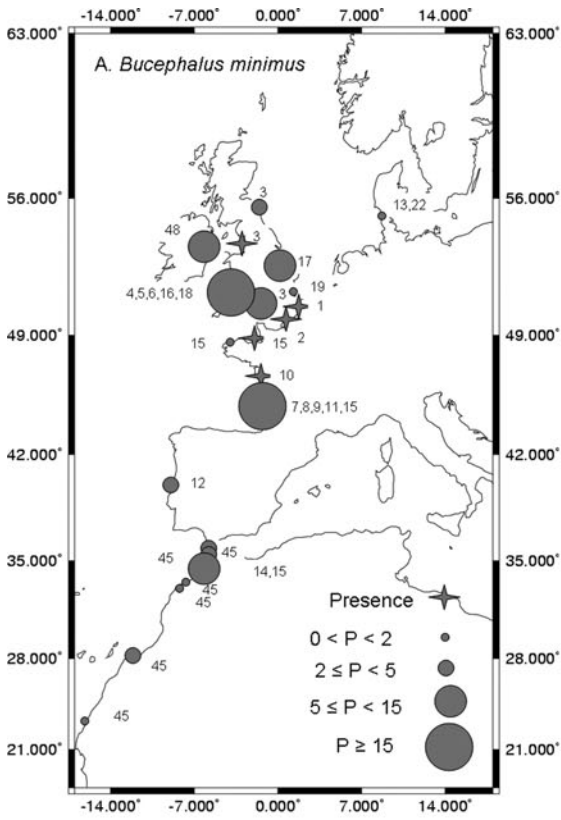 -14.000° -7.000° 0.000° 7.000° 14.000°
63.000° 63.000°
A. Bucephalus minimus
56.000° 3 56.000°
13,22
48 3
17
4,5,6,16,18 3 19
1
49.000° 15 15 2 49.000°
10
7,8,9,11,15
42.000° 42.000°
12
45 45
35.000° 14,15 35.000°
45
45
Presence
0 < P < 2
28.000° 45 2 ≤ P < 5 28.000°
5 ≤ P < 15
45
21.000° P ≥ 15 21.000°
-14.000° -7.000° 0.000° 7.000° 14.000°